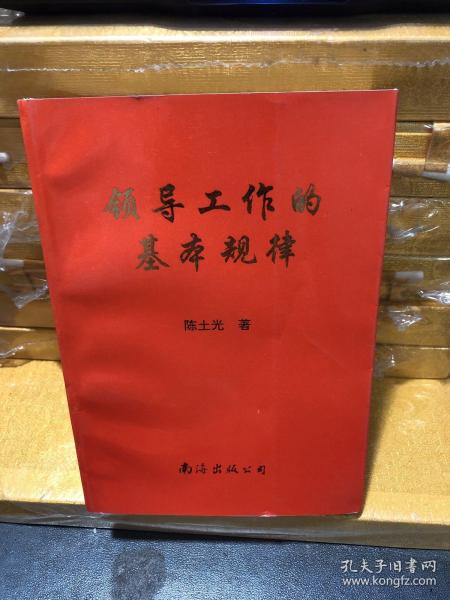 领导工作的
基本规律
陈土光 著
南海出版公司
孔夫子旧书网
www.kongfz.com